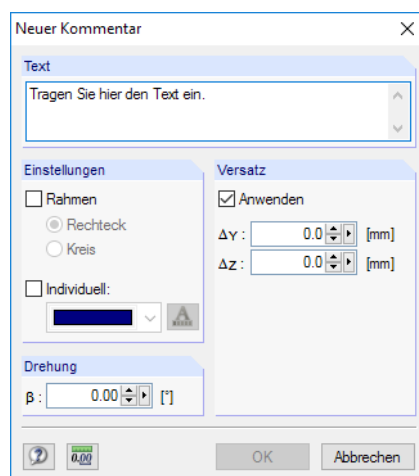 Neuer Kommentar
Text
Tragen Sie hier den Text ein.
Einstellungen
Rahmen
Rechteck
Kreis
Individuell:
A
Versatz
Anwenden
ΔY : 0.0 [mm]
ΔZ : 0.0 [mm]
Drehung
β : 0.00 [°]
? 0.00 OK Abbrechen